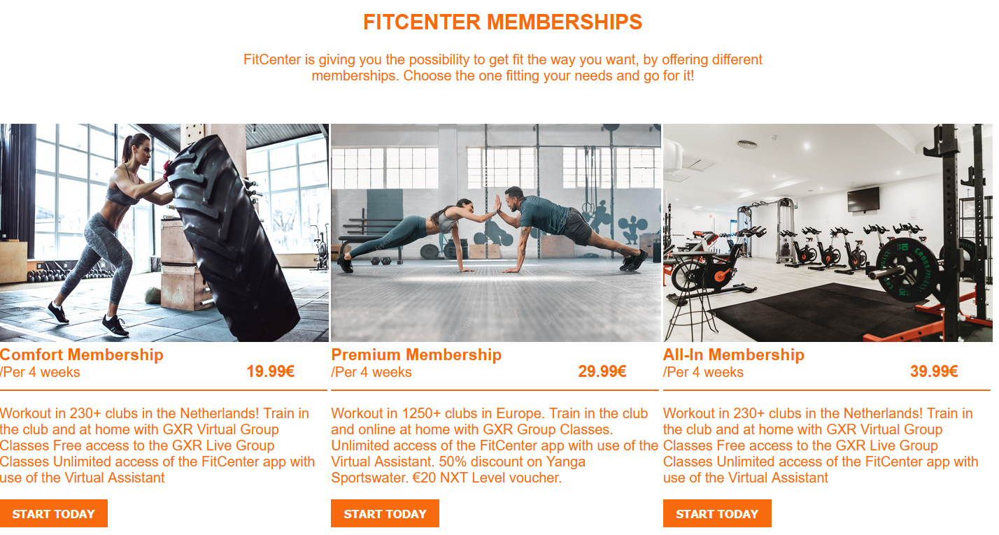 FITCENTER MEMBERSHIPS
FitCenter is giving you the possibility to get fit the way you want, by offering different
memberships. Choose the one fitting your needs and go for it!
Comfort Membership
/Per 4 weeks
19.99€
Workout in 230+ clubs in the Netherlands! Train in
the club and at home with GXR Virtual Group
Classes Free access to the GXR Live Group
Classes Unlimited access of the FitCenter app with
use of the Virtual Assistant
START TODAY
Premium Membership
/Per 4 weeks
29.99€
Workout in 1250+ clubs in Europe. Train in the club
and online at home with GXR Group Classes.
Unlimited access of the FitCenter app with use of the
Virtual Assistant. 50% discount on Yanga
Sportswater. €20 NXT Level voucher.
START TODAY
All-In Membership
/Per 4 weeks
39.99€
Workout in 230+ clubs in the Netherlands! Train in
the club and at home with GXR Virtual Group
Classes Free access to the GXR Live Group
Classes Unlimited access of the FitCenter app with
use of the Virtual Assistant
START TODAY